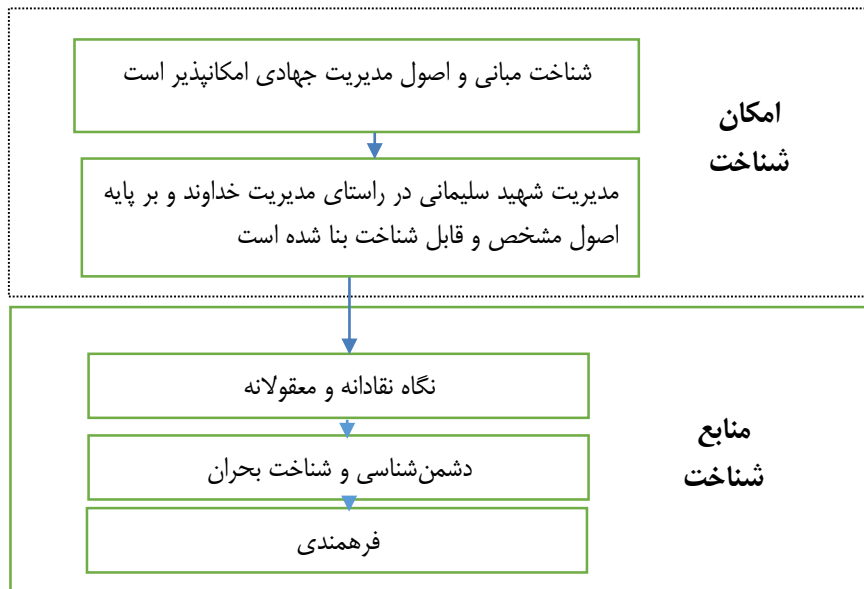 شناخت مبانی و اصول مدیریت جهادی امکانپذیر است
امکان
شناخت
مدیریت شهید سلیمانی در راستای مدیریت خداوند و بر پایه
اصول مشخص و قابل شناخت بنا شده است
نگاه نقادانه و معقولانه
منابع
شناخت
دشمن‌شناسی و شناخت بحران
فرهمندی